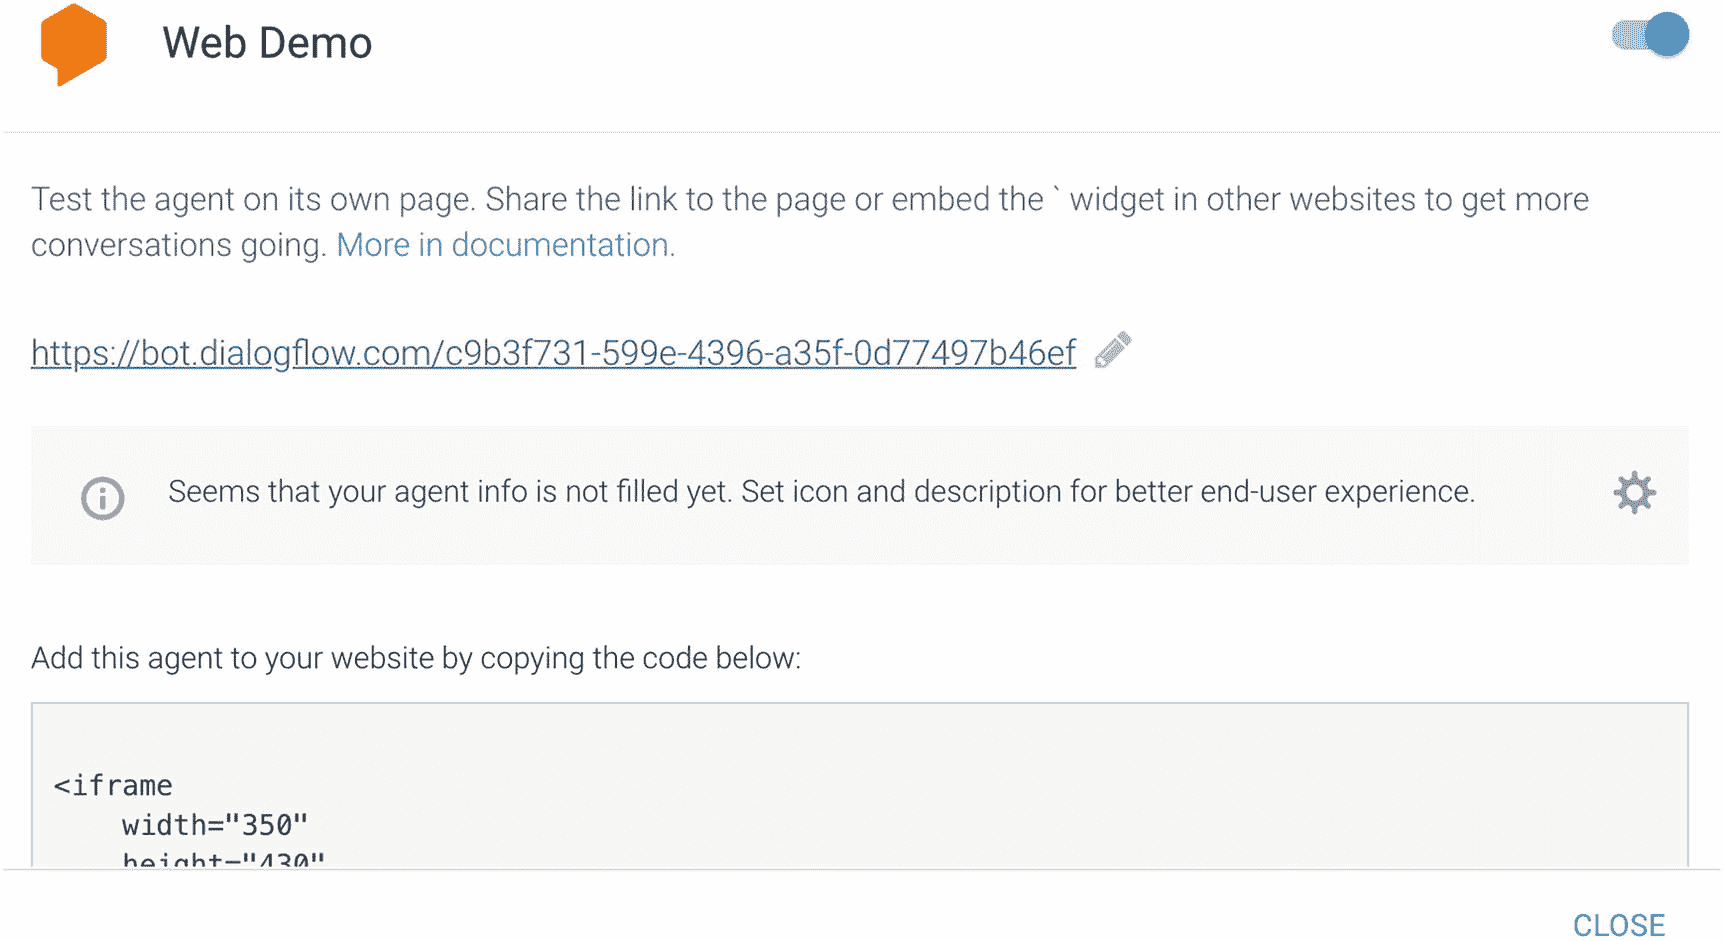 Web Demo
Test the agent on its own page. Share the link to the page or embed the ` widget in other websites to get more
conversations going. More in documentation.
https://bot.dialogflow.com/c9b3f731-599e-4396-a35f-0d77497b46ef
Seems that your agent info is not filled yet. Set icon and description for better end-user experience.
Add this agent to your website by copying the code below:
<iframe
width="350"
height="430"
CLOSE